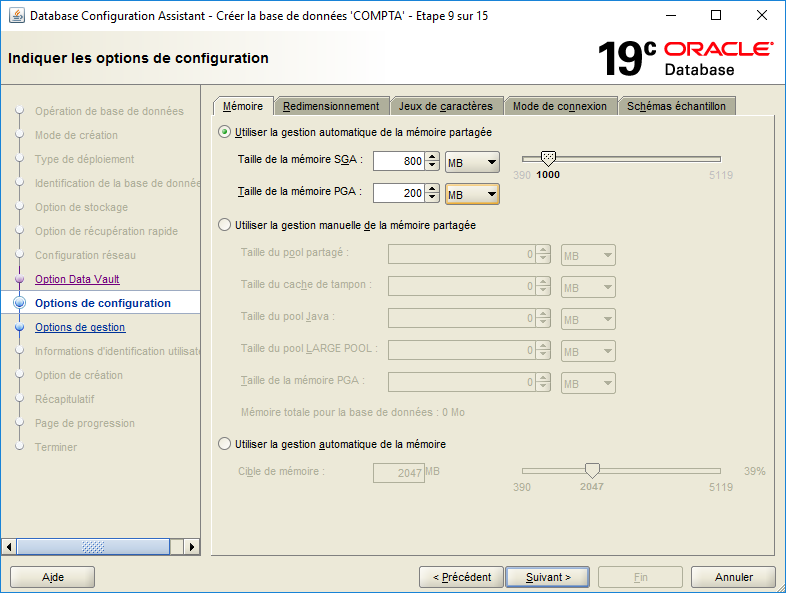 Database Configuration Assistant - Créer la base de données 'COMPTA' - Etape 9 sur 15
Indiquer les options de configuration
19c ORACLE
Database
Opération de base de données
Mode de création
Type de déploiement
Identification de la base de donnée
Option de stockage
Option de récupération rapide
Configuration réseau
Option Data Vault
Options de configuration
Options de gestion
Informations d'identification utilisate
Option de création
Récapitulatif
Page de progression
Terminer
Mémoire Redimensionnement Jeux de caractères Mode de connexion Schémas échantillon
Utiliser la gestion automatique de la mémoire partagée
Taille de la mémoire SGA : 800 MB
390 1000 5119
Taille de la mémoire PGA : 200 MB
Utiliser la gestion manuelle de la mémoire partagée
Taille du pool partagé : 0 MB
Taille du cache de tampon : 0 MB
Taille du pool Java : 0 MB
Taille du pool LARGE POOL : 0 MB
Taille de la mémoire PGA : 0 MB
Mémoire totale pour la base de données : 0 Mo
Utiliser la gestion automatique de la mémoire
Cible de mémoire : 2047 MB 39%
390 2047 5119
Aide < Précédent Suivant > Fin Annuler